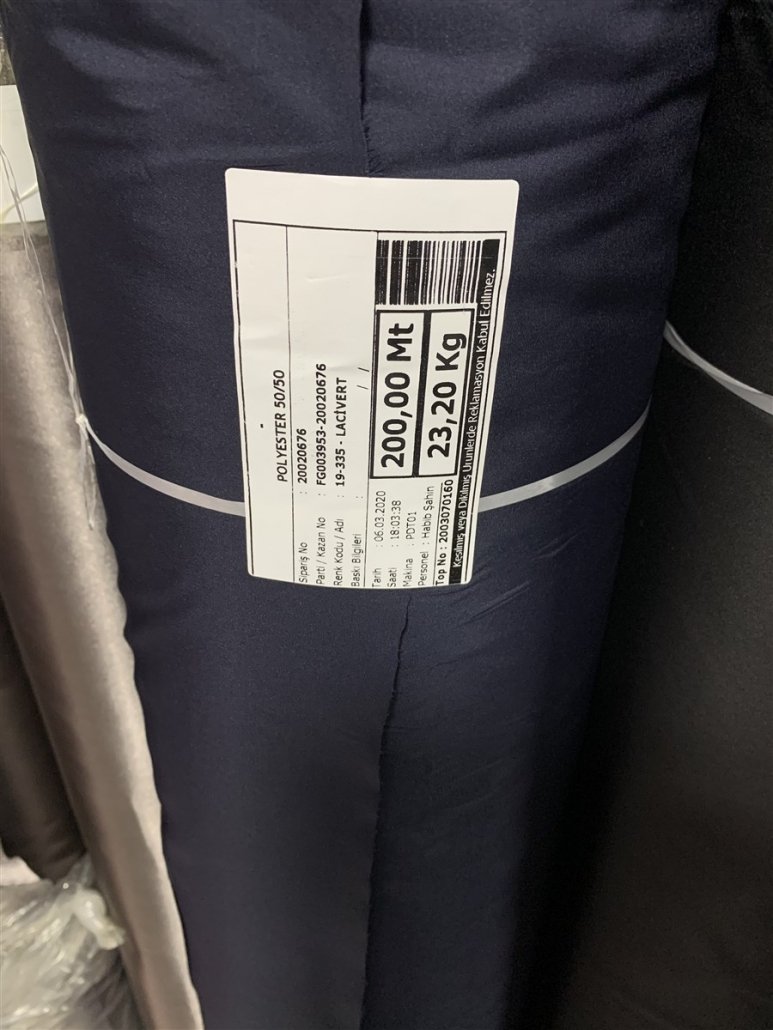 -
POLYESTER 50/50
Sipariş No : 20020676
Parti / Kazan No : FG003953-20020676
Renk Kodu / Adı : 19-335 - LACİVERT
Baskı Bilgileri : / /
Tarih : 06.03.2020
Saati : 18:03:38
Makina : PDT01
Personel : Habib Şahin
Top No : 2003070160
200,00 Mt
23,20 Kg
Kesilmiş veya Dikilmiş Ürünlerde Reklamasyon Kabul Edilmez.